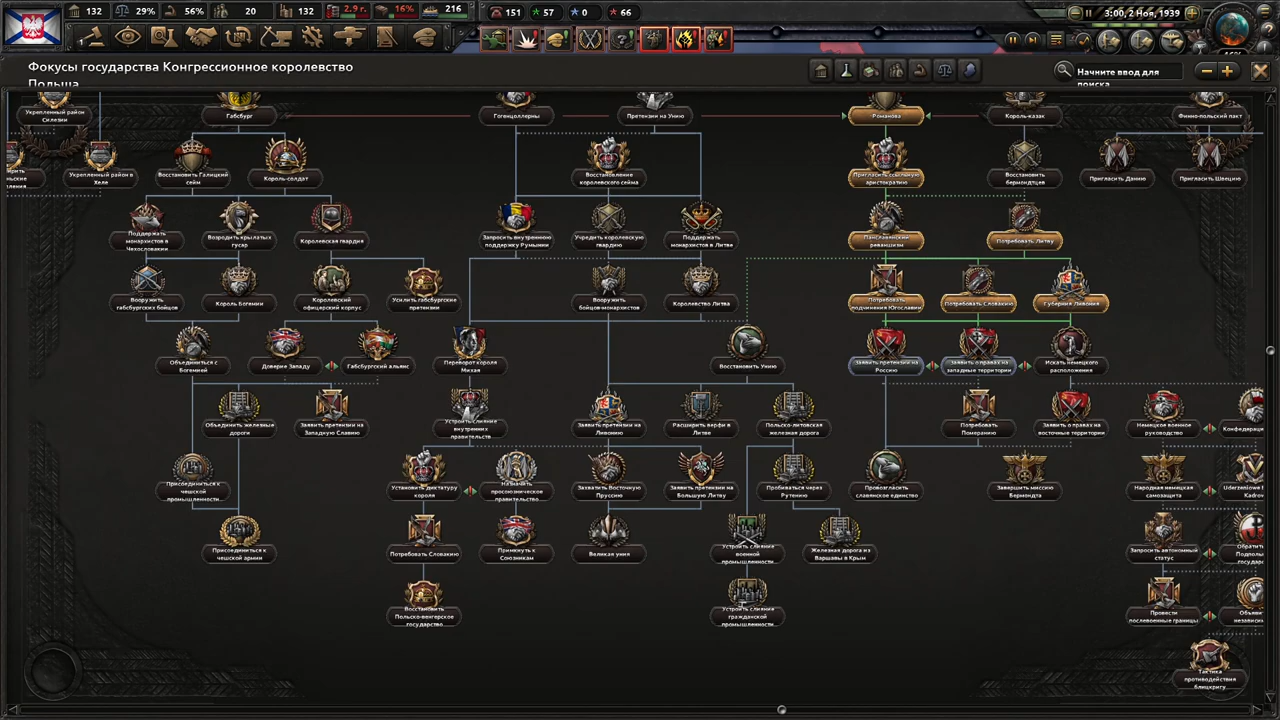 132
29%
56%
20
132
2.9 г.
16%
216
151
57
0
66
3:00, 2 Ноя, 1939
Фокусы государства Конгрессионное королевство
Польша
Начните ввод для
поиска
Укрепленный район
Силезии
Габсбург
Гогенцоллерны
Претензии на Унию
Романова
Король-казак
Финно-польский пакт
Укрепленный район в
Хеле
Восстановить Галицкий
сейм
Король-солдат
Восстановление
королевского сейма
Пригласить ссыльную
аристократию
Восстановить
бермондтцев
Пригласить Данию
Пригласить Швецию
Поддержать
монархистов в
Чехословакии
Возродить крылатых
гусар
Королевская гвардия
Запросить внутреннюю
поддержку Румынии
Учредить королевскую
гвардию
Поддержать
монархистов в Литве
Панславянский
реваншизм
Потребовать Литву
Вооружить
габсбургских бойцов
Король Богемии
Королевский
офицерский корпус
Усилить габсбургские
претензии
Вооружить
бойцов-монархистов
Королевство Литва
Потребовать
подчинения Югославии
Потребовать Словакию
Губерния Ливония
Объединиться с
Богемией
Доверие Западу
Габсбургский альянс
Переворот короля
Михая
Восстановить Унию
Заявить претензии на
Россию
Заявить о правах на
западные территории
Искать немецкого
расположения
Объединить железные
дороги
Заявить претензии на
Западную Славию
Устроить слияние
внутренних
правительств
Заявить претензии на
Ливонию
Расширить верфи в
Литве
Польско-литовская
железная дорога
Потребовать
Померанию
Заявить о правах на
восточные территории
Немецкое военное
руководство
Присоединиться к
чешской
промышленности
Установить диктатуру
короля
Назначить
просоюзническое
правительство
Захватить Восточную
Пруссию
Заявить претензии на
Большую Литву
Пробиваться через
Рутению
Провозгласить
славянское единство
Завершить миссию
Бермондта
Народная немецкая
самозащита
Присоединиться к
чешской армии
Потребовать Словакию
Примкнуть к
Союзникам
Великая уния
Устроить слияние
военной
промышленности
Железная дорога из
Варшавы в Крым
Запросить автономный
статус
Восстановить
Польско-венгерское
государство
Устроить слияние
гражданской
промышленности
Провести
послевоенные границы
Тактика
противодействия
блицкригу